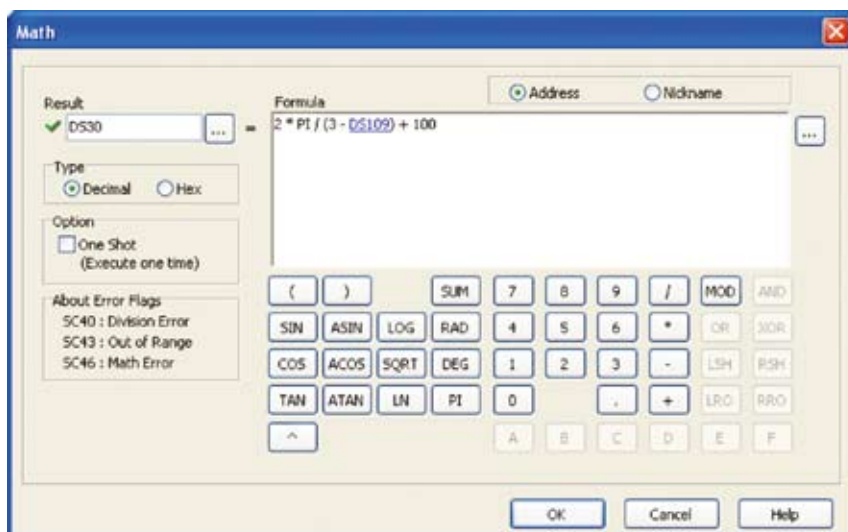 Math
Address Nickname
Result Formula
DS30 ... = 2 * PI / (3 - DS109) + 100 ...
Type
Decimal Hex
Option
One Shot
(Execute one time)
About Error Flags
SC40 : Division Error
SC43 : Out of Range
SC46 : Math Error
( ) SUM 7 8 9 / MOD AND
SIN ASIN LOG RAD 4 5 6 * OR XOR
COS ACOS SQRT DEG 1 2 3 - LSH RSH
TAN ATAN LN PI 0 . + LRO RRO
^ A B C D E F
OK Cancel Help